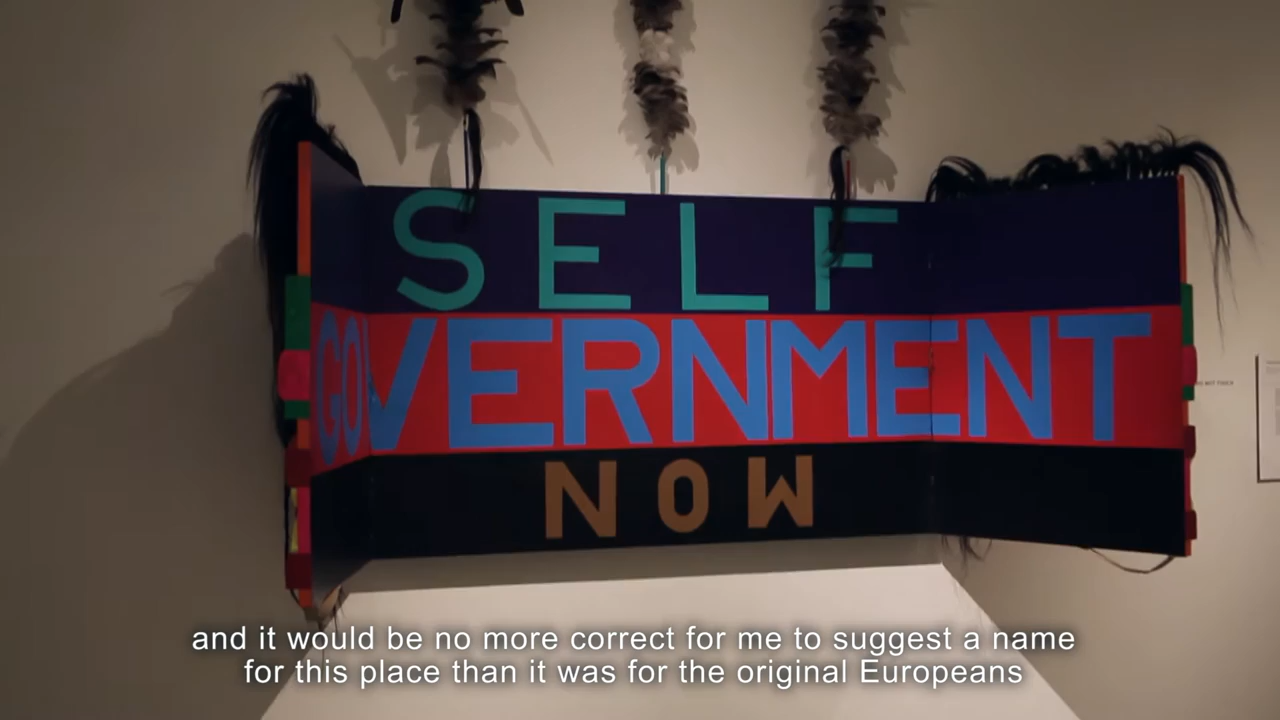 SELF
GOVERNMENT
NOW
and it would be no more correct for me to suggest a name
for this place than it was for the original Europeans